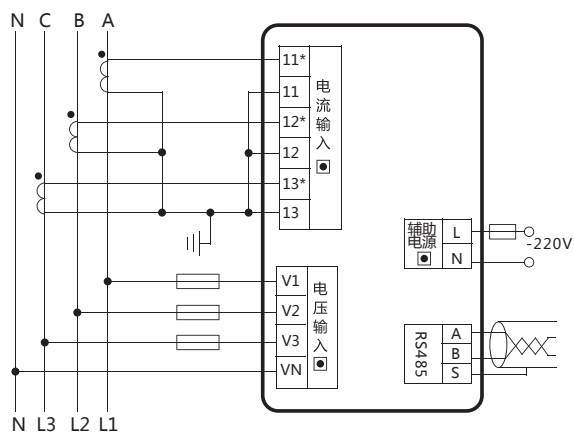 N C B A
11*
11
12*
12
13*
13
电流输入
辅助电源
L
N
-220V
V1
V2
V3
VN
电压输入
RS485
A
B
S
N L3 L2 L1